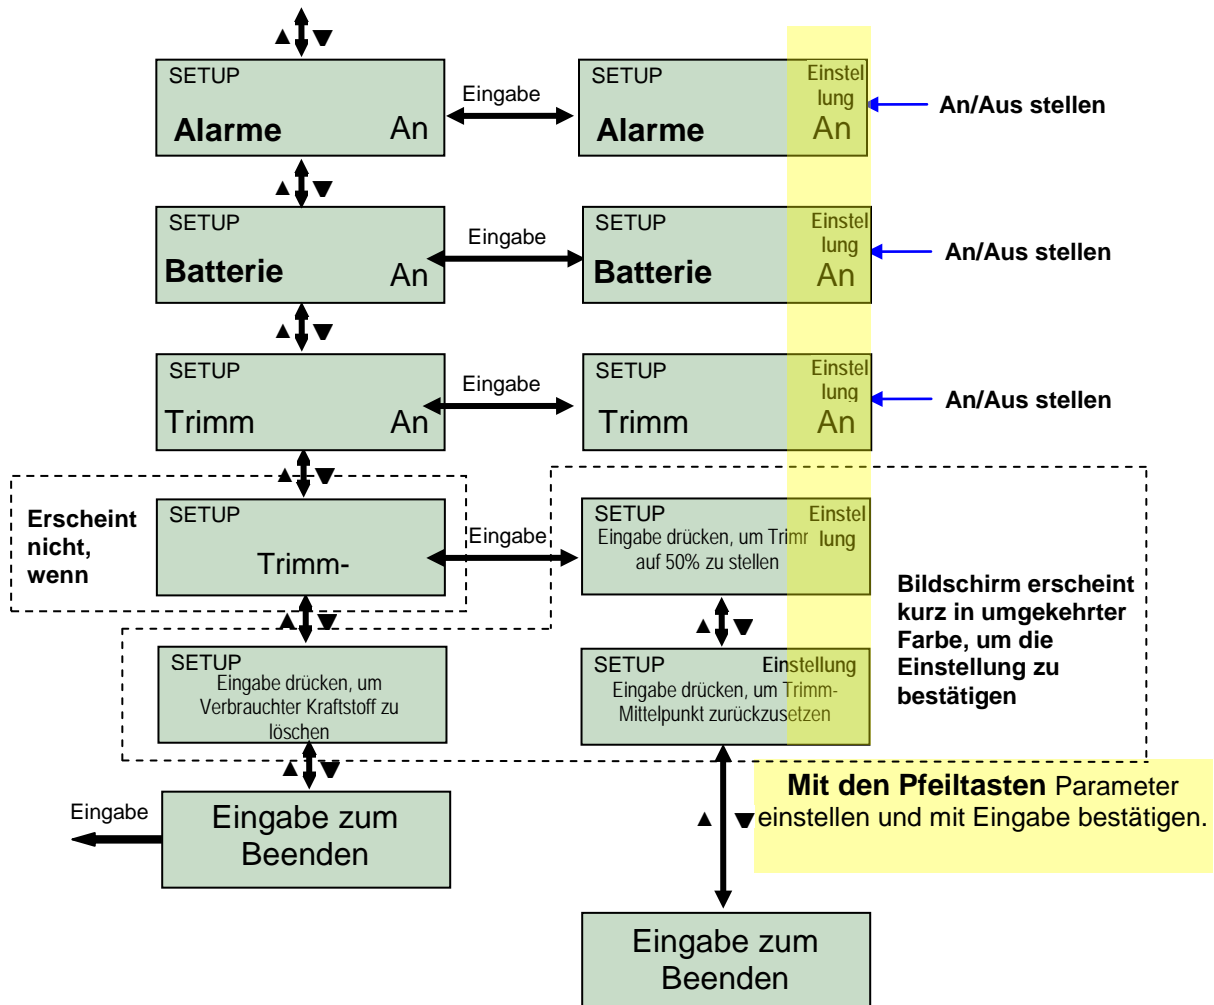 ▲ ▼
SETUP
Alarme An
Eingabe
SETUP
Einstel
lung
Alarme An
An/Aus stellen
▲ ▼
SETUP
Batterie An
Eingabe
SETUP
Einstel
lung
Batterie An
An/Aus stellen
▲ ▼
SETUP
Trimm An
Eingabe
SETUP
Einstel
lung
Trimm An
An/Aus stellen
▲ ▼
Erscheint
nicht,
wenn
SETUP
Trimm-
Eingabe
SETUP
Einstel
lung
Eingabe drücken, um Trimm
auf 50% zu stellen
Bildschirm erscheint
kurz in umgekehrter
Farbe, um die
Einstellung zu
bestätigen
▲ ▼
▲ ▼
SETUP
Eingabe drücken, um
Verbrauchter Kraftstoff zu
löschen
SETUP Einstellung
Eingabe drücken, um Trimm-
Mittelpunkt zurückzusetzen
▲ ▼
Mit den Pfeiltasten Parameter
einstellen und mit Eingabe bestätigen.
▲ ▼
Eingabe
Eingabe zum
Beenden
Eingabe zum
Beenden